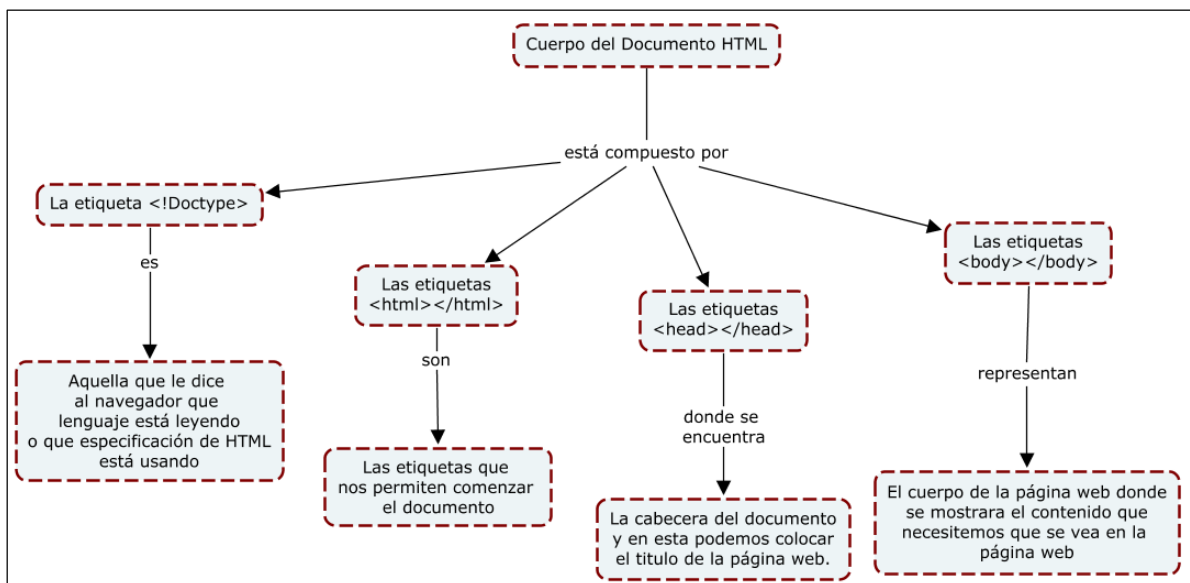 Cuerpo del Documento HTML
está compuesto por
La etiqueta <!Doctype>
es
Aquella que le dice
al navegador que
lenguaje está leyendo
o que especificación de HTML
está usando
Las etiquetas
<html></html>
son
Las etiquetas que
nos permiten comenzar
el documento
Las etiquetas
<head></head>
donde se
encuentra
La cabecera del documento
y en esta podemos colocar
el titulo de la página web.
Las etiquetas
<body></body>
representan
El cuerpo de la página web donde
se mostrara el contenido que
necesitemos que se vea en la
página web